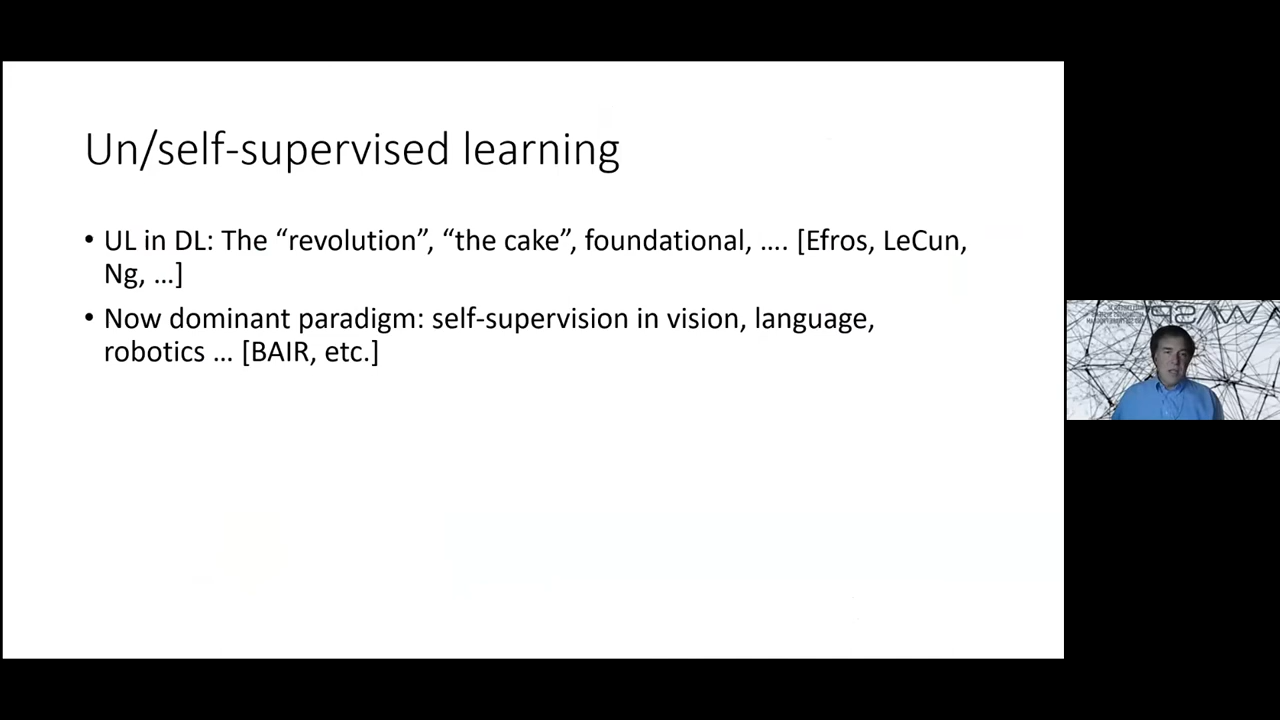 Un/self-supervised learning
• UL in DL: The “revolution”, “the cake”, foundational, …. [Efros, LeCun,
Ng, …]
• Now dominant paradigm: self-supervision in vision, language,
robotics … [BAIR, etc.]